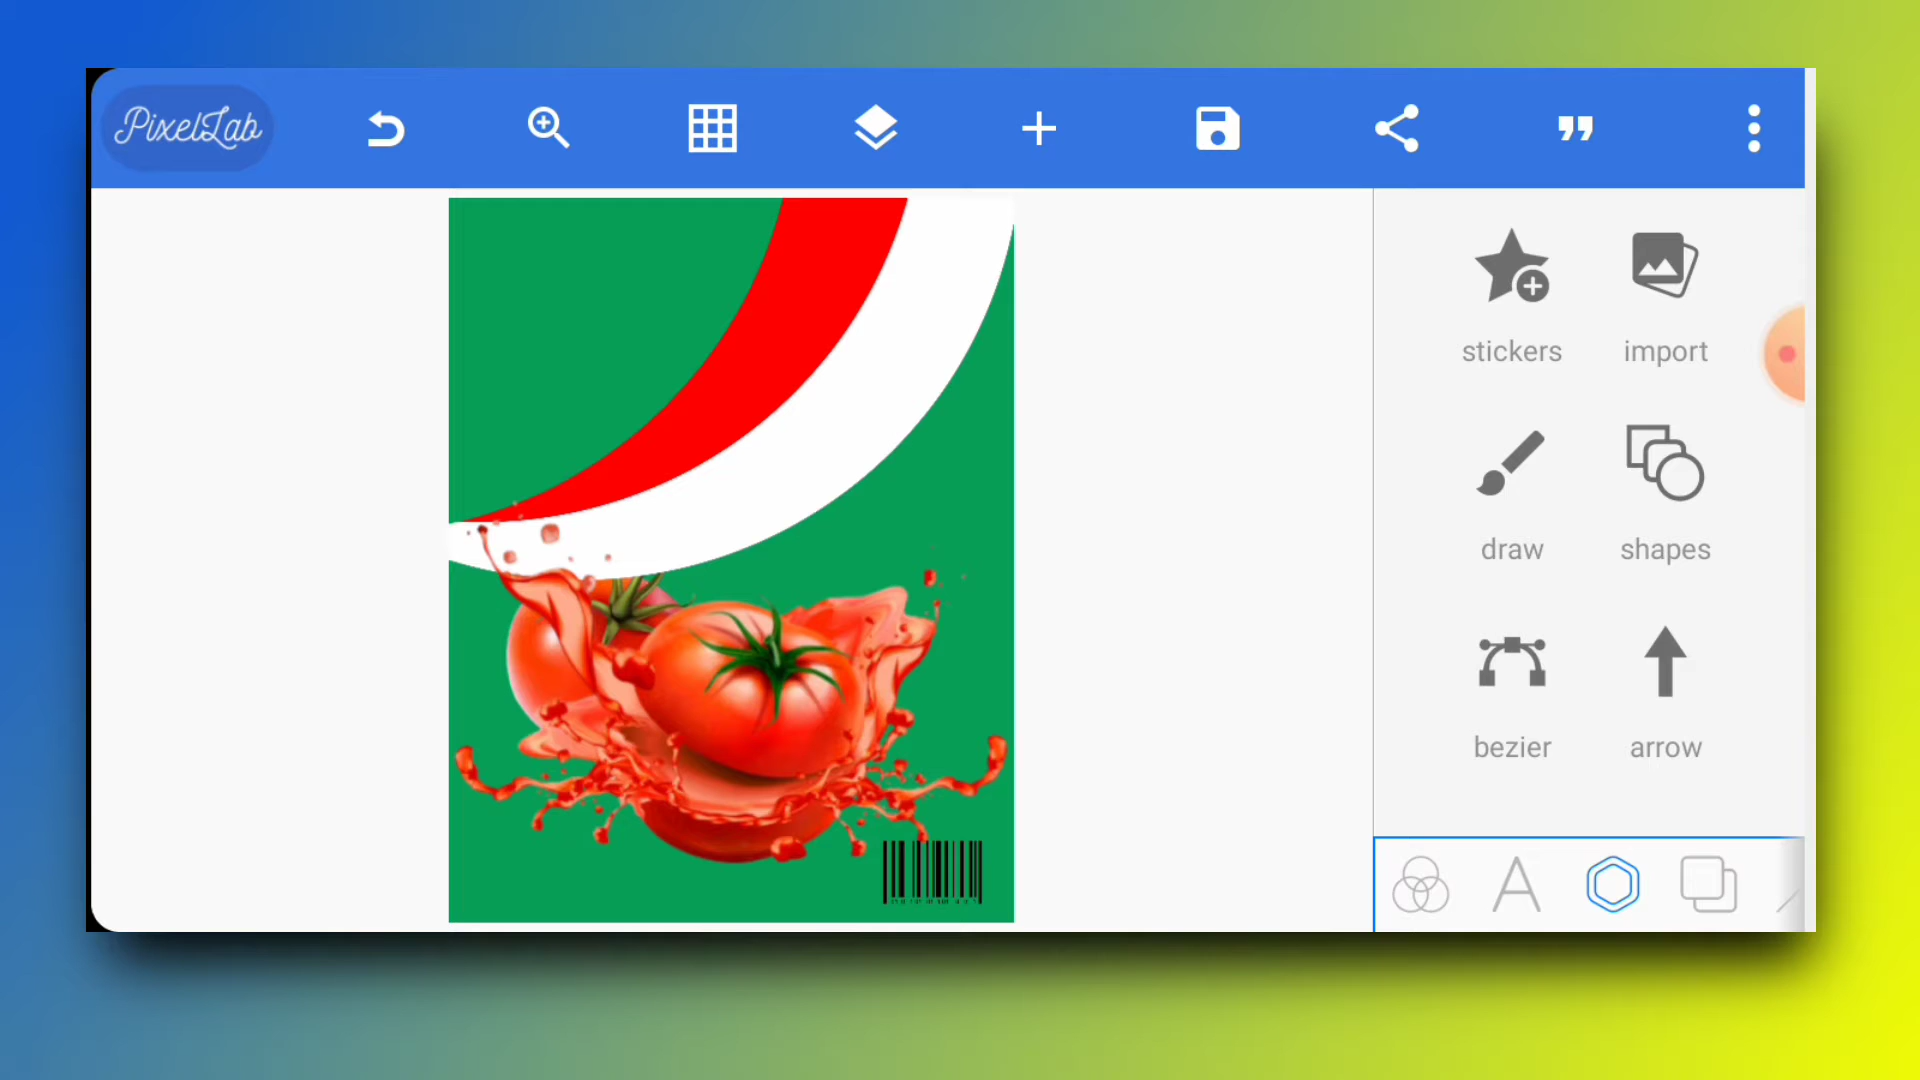 PixelLab
stickers
import
draw
shapes
bezier
arrow